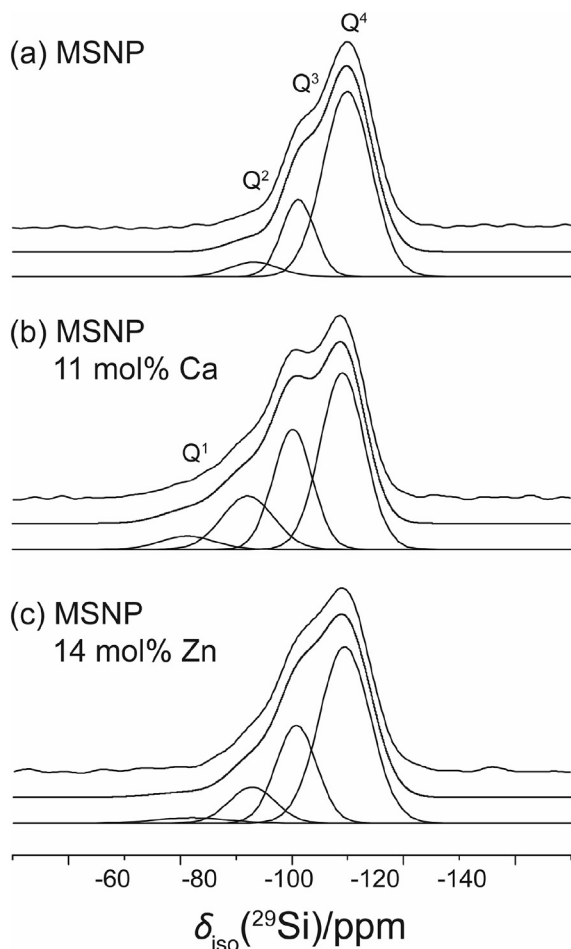 (a) MSNP
Q⁴
Q³
Q²
(b) MSNP
11 mol% Ca
Q¹
(c) MSNP
14 mol% Zn
-60 -80 -100 -120 -140
δiso(²⁹Si)/ppm